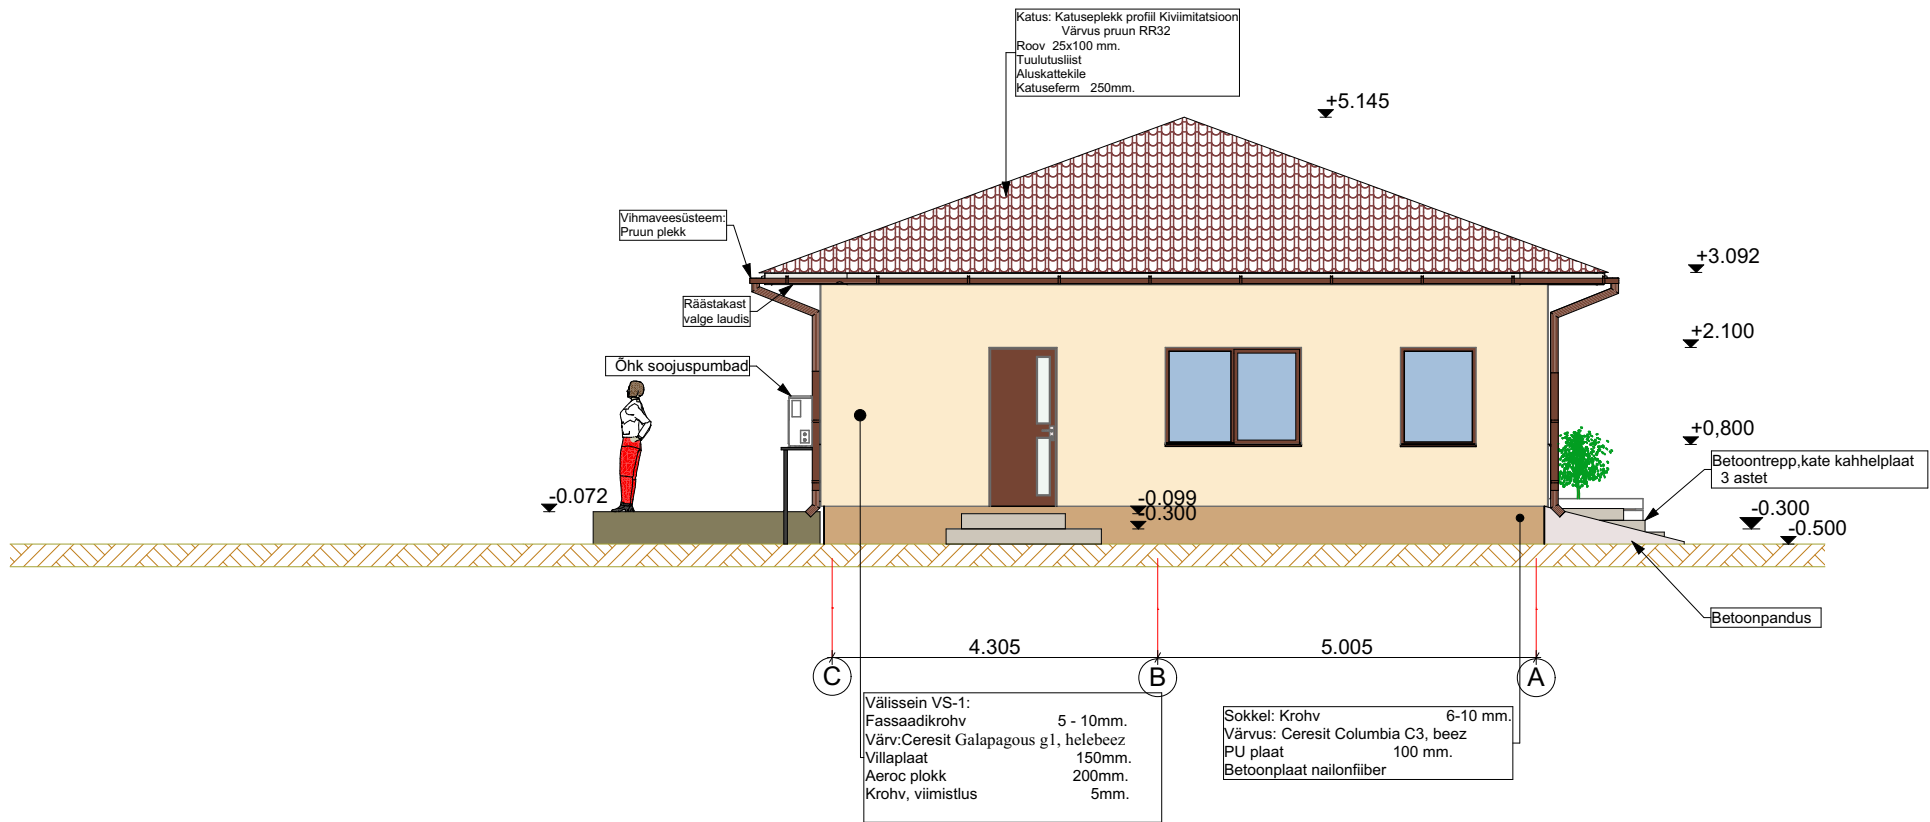 Katus: Katuseplekk profiil Kiviimitatsioon
Värvus pruun RR32
Roov 25x100 mm.
Tuulutusliist
Aluskattekile
Katuseferm 250mm.
+5.145
Vihmaveesüsteem:
Pruun plekk
+3.092
Räästakast
valge laudis
+2.100
Õhk soojuspumbad
+0,800
Betoontrepp,kate kahhelplaat
3 astet
-0.072
-0.099
-0.300
-0.300
-0.500
Betoonpandus
4.305
5.005
C
B
A
Välissein VS-1:
Fassaadikrohv 5 - 10mm.
Värv:Ceresit Galapagous g1, helebeez
Villaplaat 150mm.
Aeroc plokk 200mm.
Krohv, viimistlus 5mm.
Sokkel: Krohv 6-10 mm.
Värvus: Ceresit Columbia C3, beez
PU plaat 100 mm.
Betoonplaat nailonfiiber